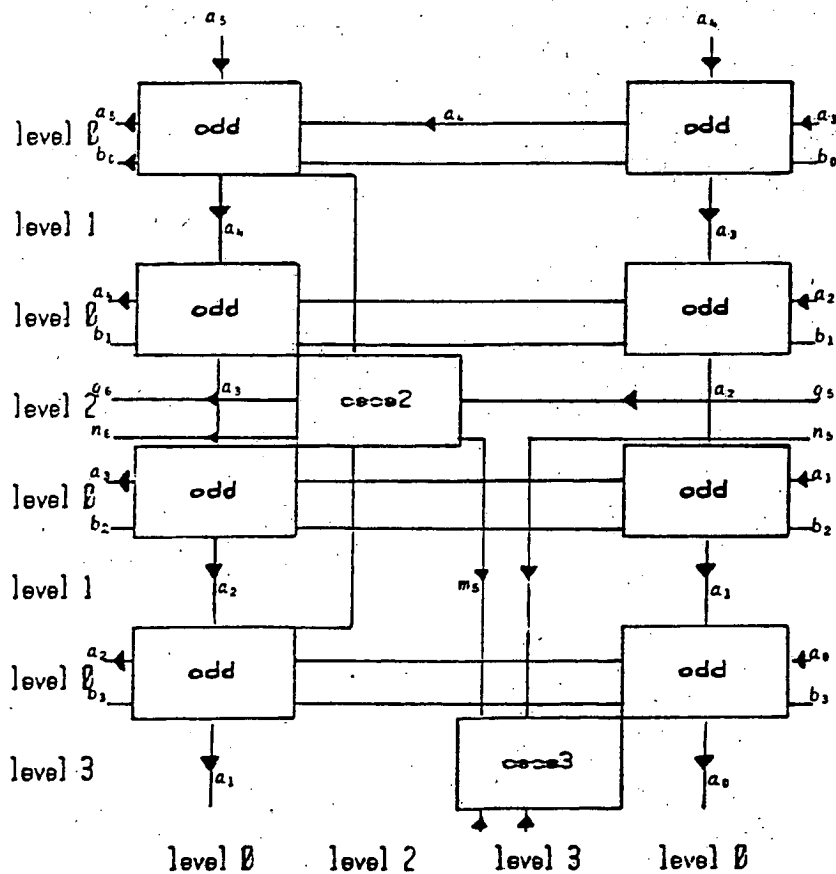 a5 a4
a5 odd a4 odd a3
level 0
b0 b0
level 1 a4 a3
a4 odd odd a2
level 0
b1 b1
g6 a3 cscs2 a2 g5
level 2
n6 n5
a3 odd odd a1
level 0
b2 b2
level 1 a2 m5 a1
a2 odd odd a0
level 0
b3 b3
level 3 a1 cscs3 a0
level 0 level 2 level 3 level 0